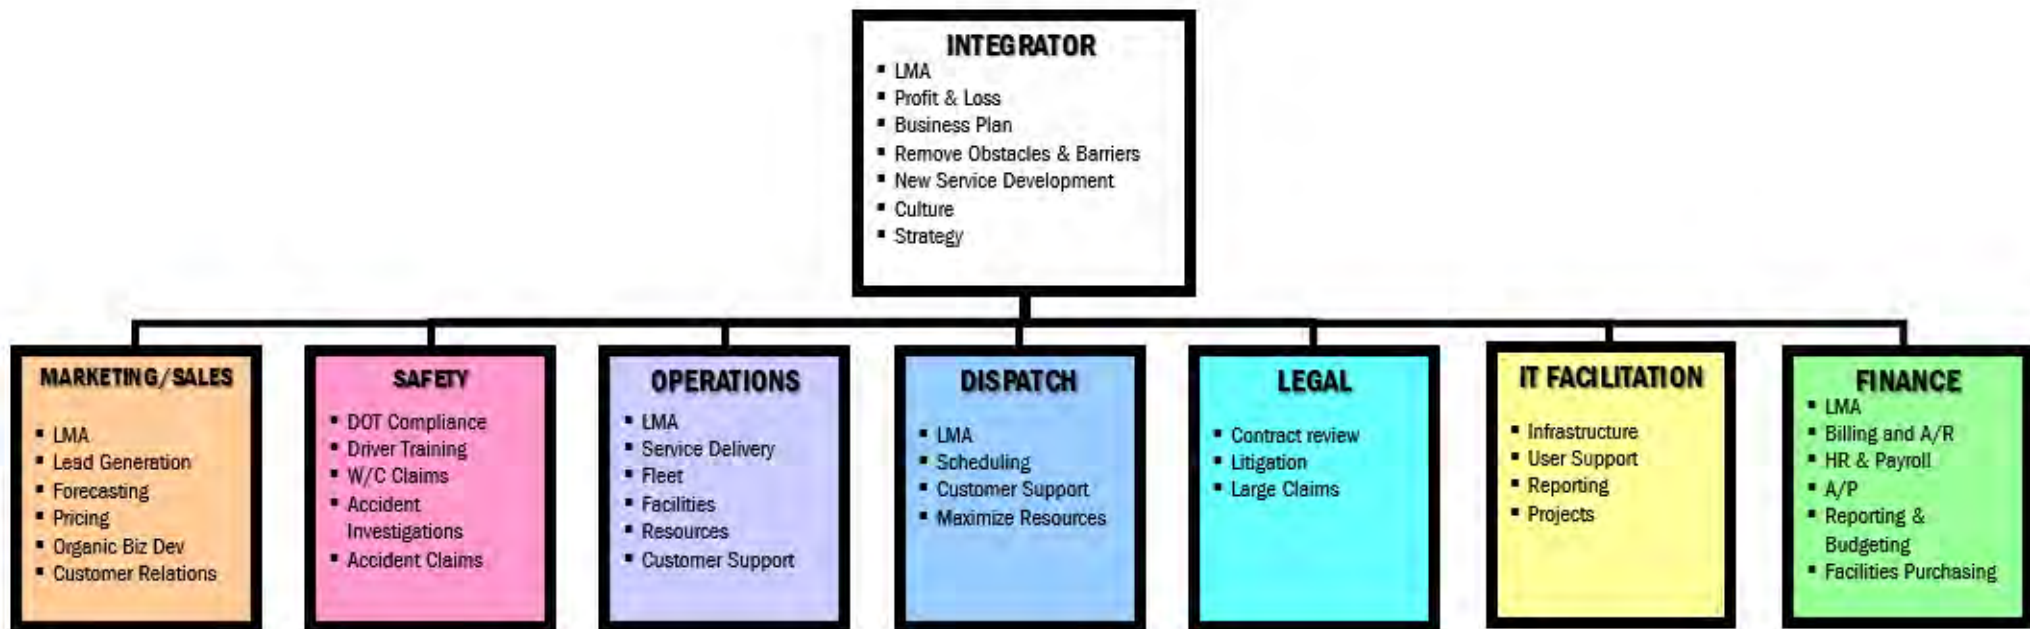 INTEGRATOR
▪ LMA
▪ Profit & Loss
▪ Business Plan
▪ Remove Obstacles & Barriers
▪ New Service Development
▪ Culture
▪ Strategy
MARKETING/SALES
▪ LMA
▪ Lead Generation
▪ Forecasting
▪ Pricing
▪ Organic Biz Dev
▪ Customer Relations
SAFETY
▪ DOT Compliance
▪ Driver Training
▪ W/C Claims
▪ Accident
Investigations
▪ Accident Claims
OPERATIONS
▪ LMA
▪ Service Delivery
▪ Fleet
▪ Facilities
▪ Resources
▪ Customer Support
DISPATCH
▪ LMA
▪ Scheduling
▪ Customer Support
▪ Maximize Resources
LEGAL
▪ Contract review
▪ Litigation
▪ Large Claims
IT FACILITATION
▪ Infrastructure
▪ User Support
▪ Reporting
▪ Projects
FINANCE
▪ LMA
▪ Billing and A/R
▪ HR & Payroll
▪ A/P
▪ Reporting &
Budgeting
▪ Facilities Purchasing